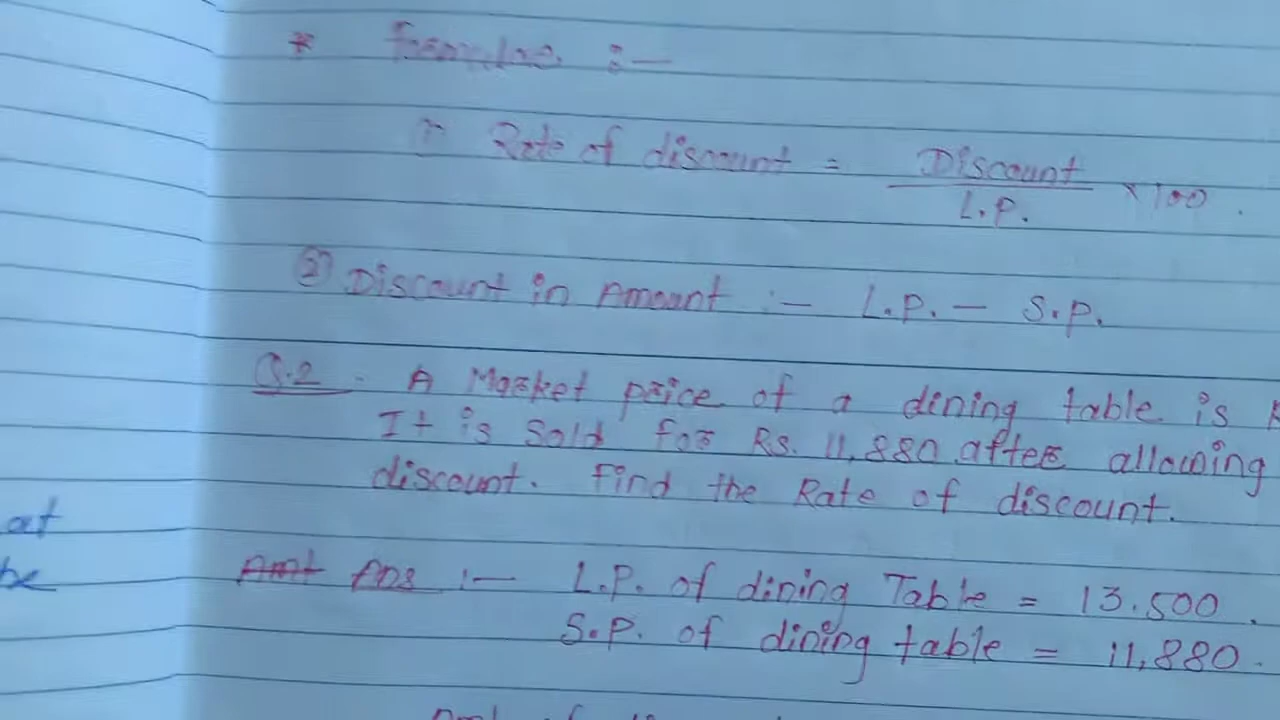 * Formulae :-
1) Rate of discount = Discount / L.P. × 100.
2) Discount in Amount :- L.P. - S.P.
Q.2. A Market price of a dining table is
It is Sold for Rs. 11,880 after allowing
discount. Find the Rate of discount.
at
be
Amt Ans :- L.P. of dining Table = 13.500.
S.P. of dining table = 11,880.